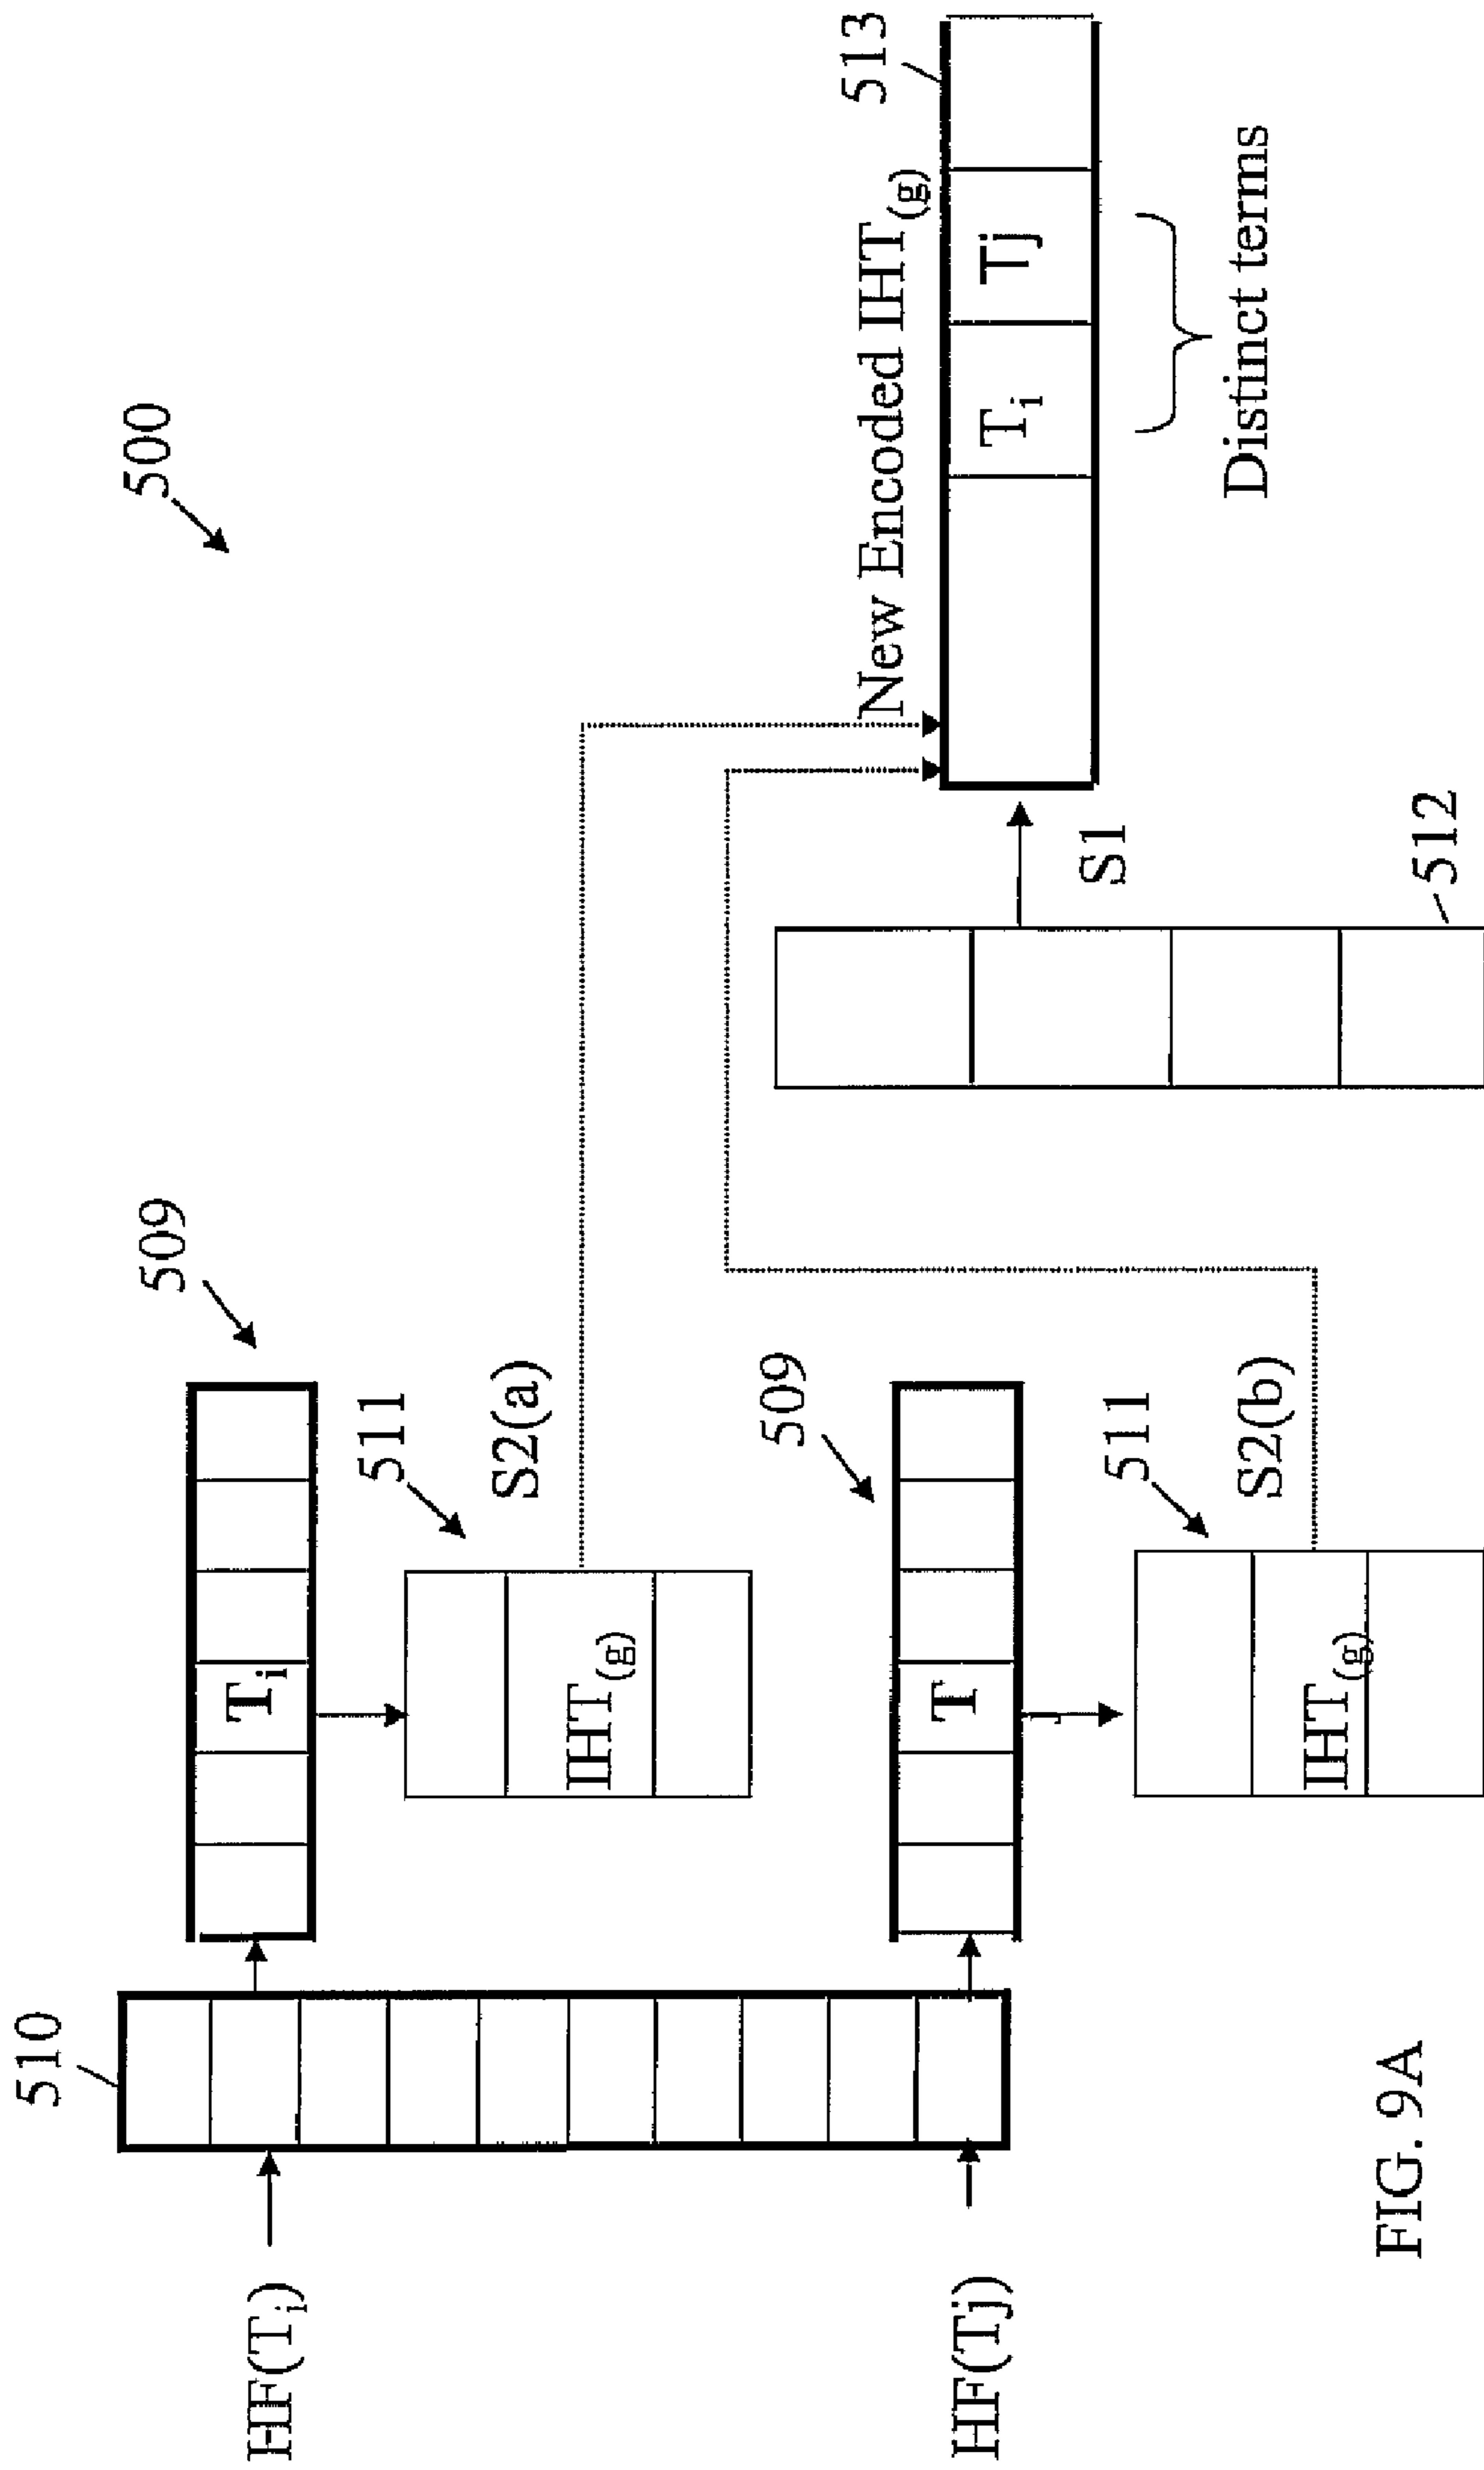 510
500
509
HF(Ti)
Ti
511
S2(a)
IHT(g)
509
513
New Encoded IHT(g)
HF(Tj)
T
J
Ti
Tj
S1
511
S2(b)
Distinct terms
IHT(g)
FIG. 9A
512